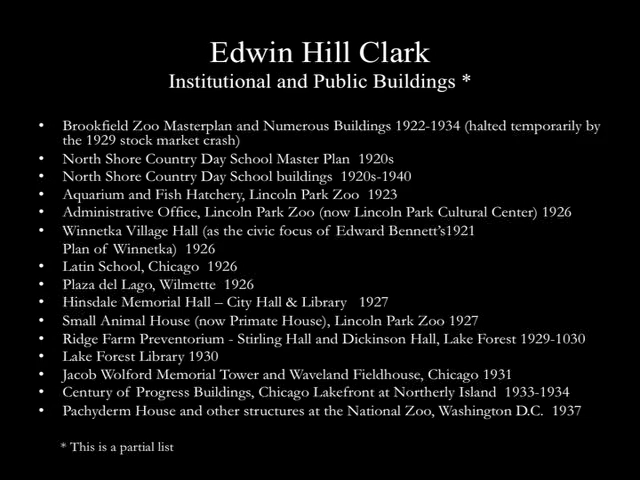 Edwin Hill Clark
Institutional and Public Buildings *
• Brookfield Zoo Masterplan and Numerous Buildings 1922-1934 (halted temporarily by
the 1929 stock market crash)
• North Shore Country Day School Master Plan 1920s
• North Shore Country Day School buildings 1920s-1940
• Aquarium and Fish Hatchery, Lincoln Park Zoo 1923
• Administrative Office, Lincoln Park Zoo (now Lincoln Park Cultural Center) 1926
• Winnetka Village Hall (as the civic focus of Edward Bennett's1921
Plan of Winnetka) 1926
• Latin School, Chicago 1926
• Plaza del Lago, Wilmette 1926
• Hinsdale Memorial Hall – City Hall & Library 1927
• Small Animal House (now Primate House), Lincoln Park Zoo 1927
• Ridge Farm Preventorium - Stirling Hall and Dickinson Hall, Lake Forest 1929-1030
• Lake Forest Library 1930
• Jacob Wolford Memorial Tower and Waveland Fieldhouse, Chicago 1931
• Century of Progress Buildings, Chicago Lakefront at Northerly Island 1933-1934
• Pachyderm House and other structures at the National Zoo, Washington D.C. 1937
* This is a partial list